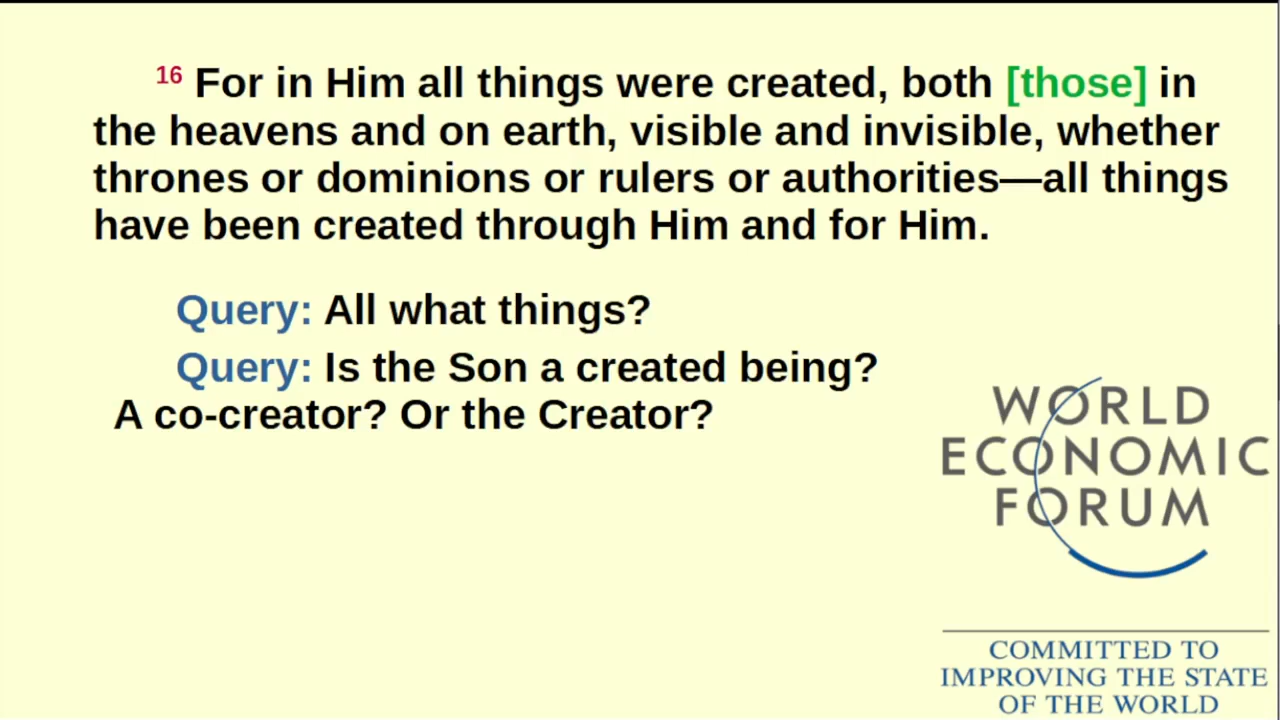 16 For in Him all things were created, both [those] in
the heavens and on earth, visible and invisible, whether
thrones or dominions or rulers or authorities—all things
have been created through Him and for Him.
Query: All what things?
Query: Is the Son a created being?
A co-creator? Or the Creator?
WORLD
ECONOMIC
FORUM
COMMITTED TO
IMPROVING THE STATE
OF THE WORLD